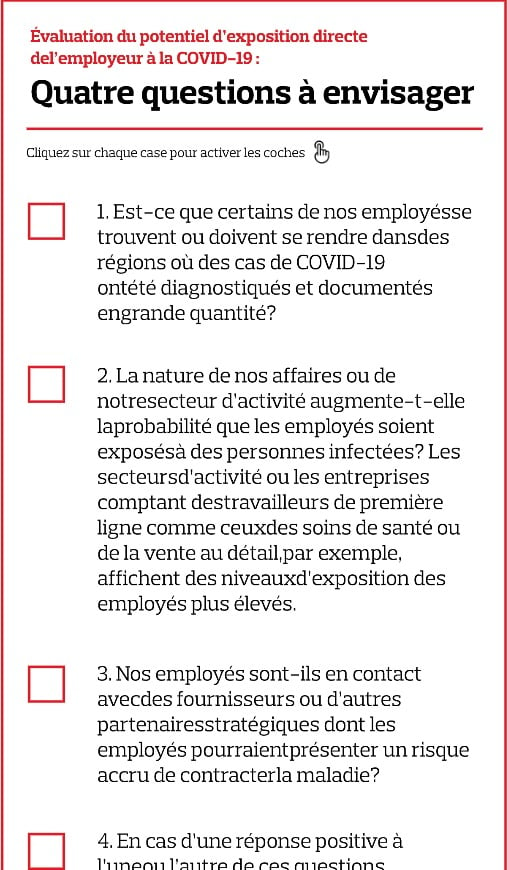 Évaluation du potentiel d'exposition directe
del'employeur à la COVID-19 :
Quatre questions à envisager
Cliquez sur chaque case pour activer les coches
1. Est-ce que certains de nos employésse
trouvent ou doivent se rendre dansdes
régions où des cas de COVID-19
ontété diagnostiqués et documentés
engrande quantité?
2. La nature de nos affaires ou de
notresecteur d'activité augmente-t-elle
laprobabilité que les employés soient
exposésà des personnes infectées? Les
secteursd'activité ou les entreprises
comptant destravailleurs de première
ligne comme ceuxdes soins de santé ou
de la vente au détail,par exemple,
affichent des niveauxd'exposition des
employés plus élevés.
3. Nos employés sont-ils en contact
avecdes fournisseurs ou d'autres
partenairesstratégiques dont les
employés pourraientprésenter un risque
accru de contracterla maladie?
4. En cas d'une réponse positive à
l'uneou l'autre de ces questions